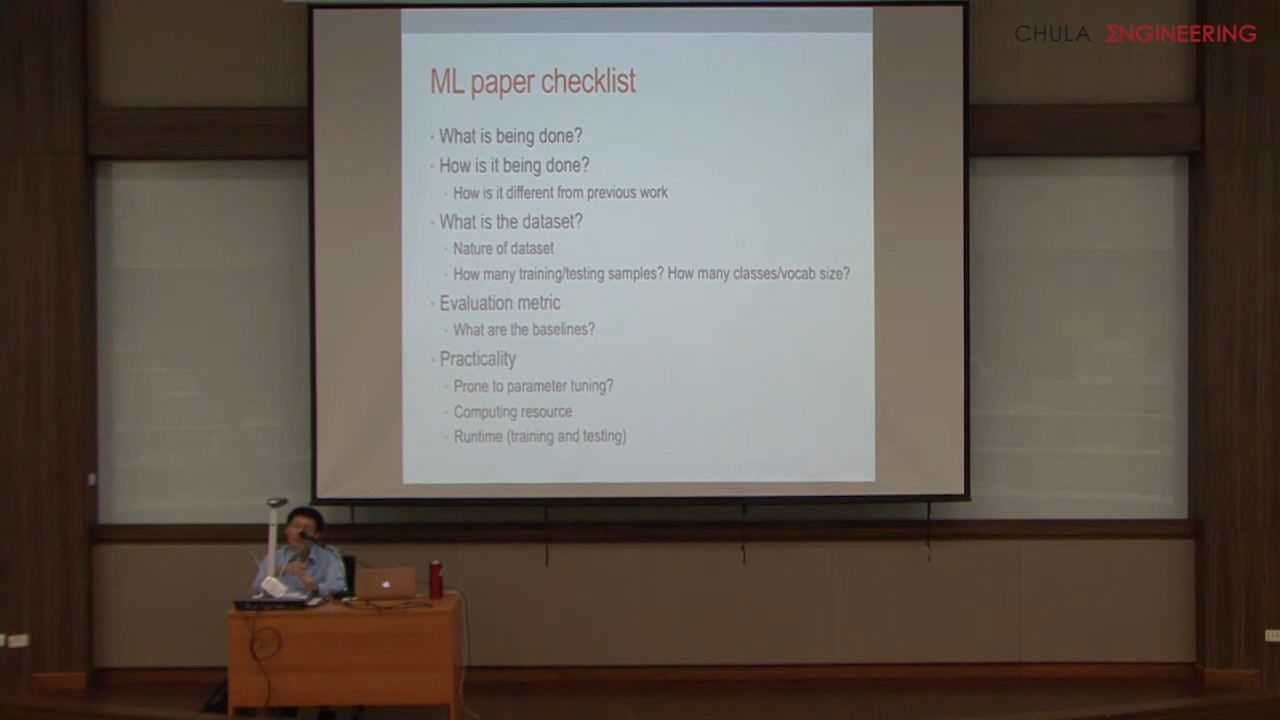 CHULA ΣNGINEERING
ML paper checklist
• What is being done?
• How is it being done?
• How is it different from previous work
• What is the dataset?
• Nature of dataset
• How many training/testing samples? How many classes/vocab size?
• Evaluation metric
• What are the baselines?
• Practicality
• Prone to parameter tuning?
• Computing resource
• Runtime (training and testing)